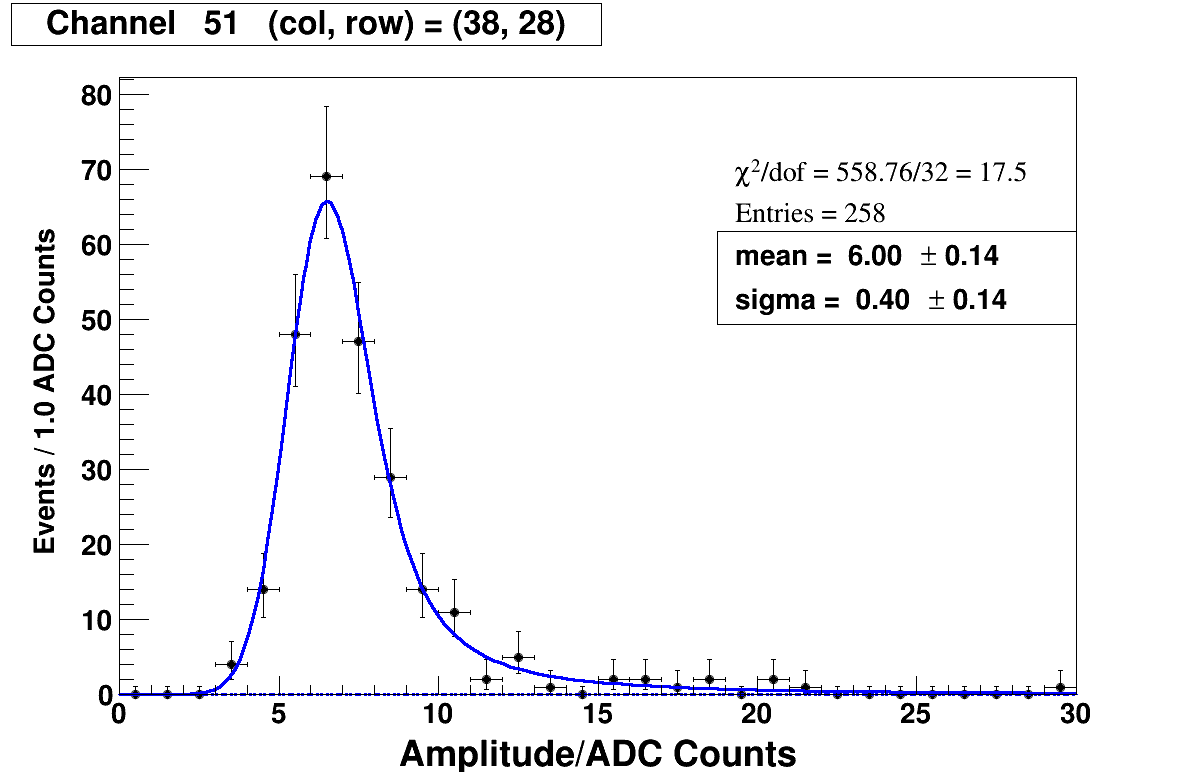 Channel 51 (col, row) = (38, 28)
80
70
60
50
40
30
20
10
0
Events / 1.0 ADC Counts
χ²/dof = 558.76/32 = 17.5
Entries = 258
mean = 6.00 ± 0.14
sigma = 0.40 ± 0.14
0 5 10 15 20 25 30
Amplitude/ADC Counts